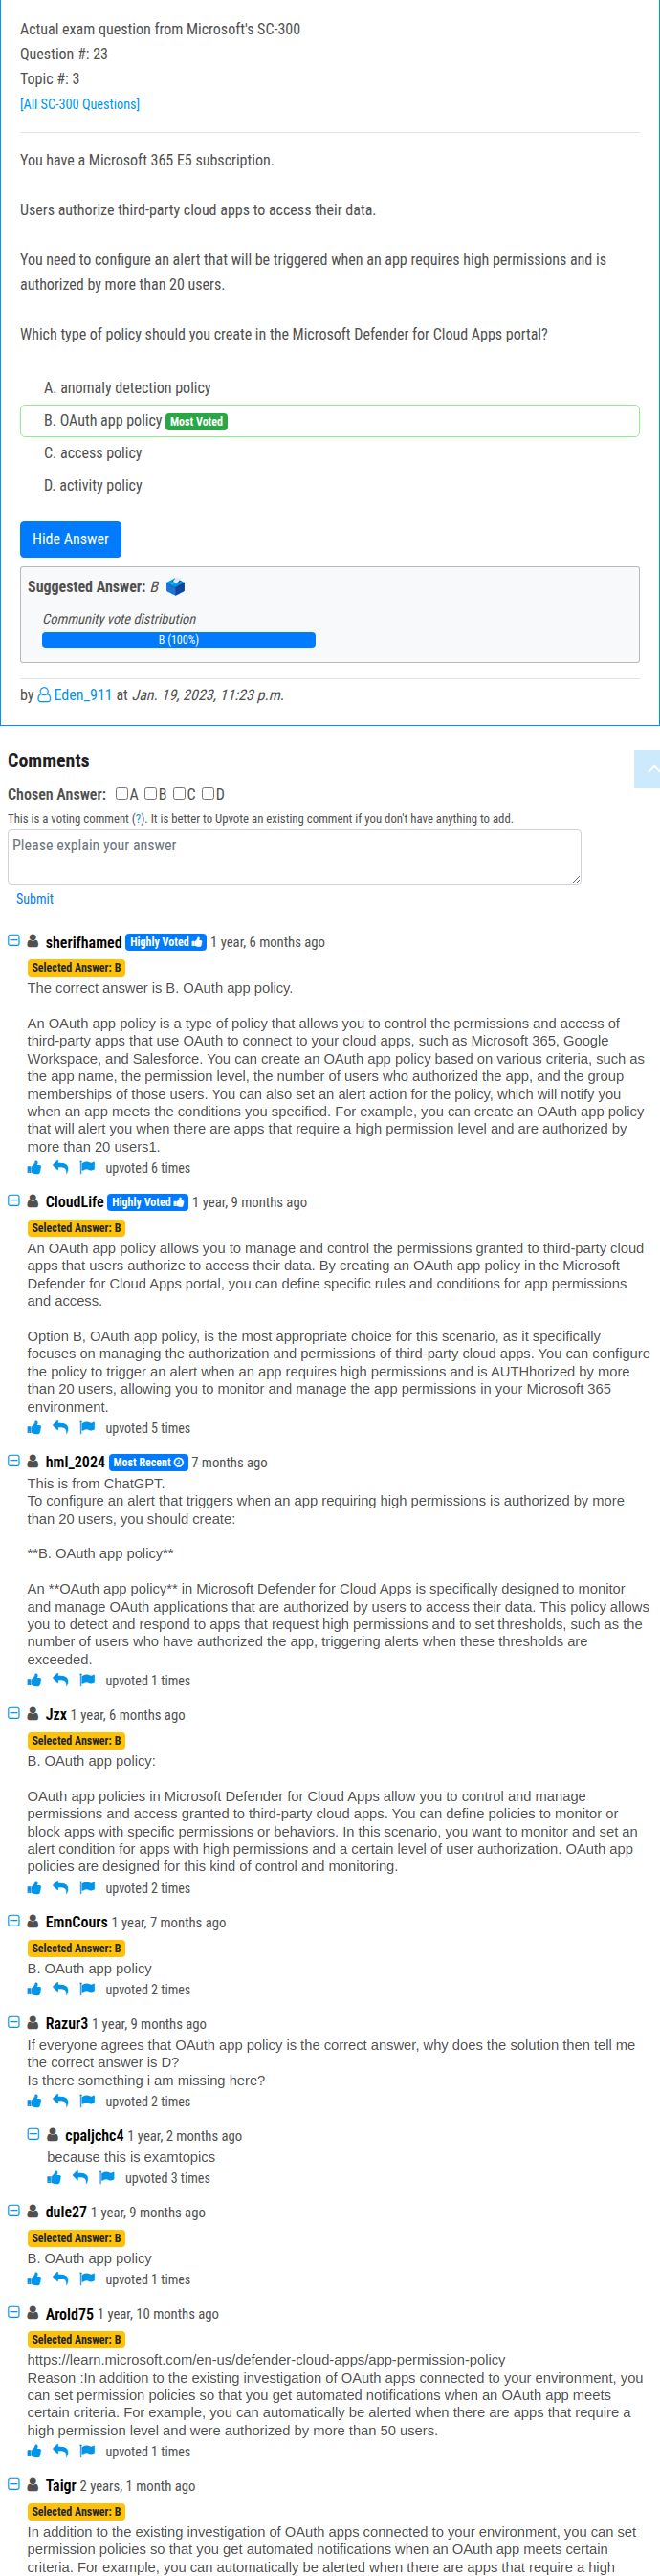 Actual exam question from Microsoft's SC-300
Question #: 23
Topic #: 3
[All SC-300 Questions]
You have a Microsoft 365 E5 subscription.
Users authorize third-party cloud apps to access their data.
You need to configure an alert that will be triggered when an app requires high permissions and is
authorized by more than 20 users.
Which type of policy should you create in the Microsoft Defender for Cloud Apps portal?
A. anomaly detection policy
B. OAuth app policy Most Voted
C. access policy
D. activity policy
Hide Answer
Suggested Answer: B
Community vote distribution
B (100%)
by Eden_911 at Jan. 19, 2023, 11:23 p.m.
Comments
Chosen Answer: A B C D
This is a voting comment (?). It is better to Upvote an existing comment if you don't have anything to add.
Please explain your answer
Submit
sherifhamed Highly Voted 1 year, 6 months ago
Selected Answer: B
The correct answer is B. OAuth app policy.
An OAuth app policy is a type of policy that allows you to control the permissions and access of
third-party apps that use OAuth to connect to your cloud apps, such as Microsoft 365, Google
Workspace, and Salesforce. You can create an OAuth app policy based on various criteria, such as
the app name, the permission level, the number of users who authorized the app, and the group
memberships of those users. You can also set an alert action for the policy, which will notify you
when an app meets the conditions you specified. For example, you can create an OAuth app policy
that will alert you when there are apps that require a high permission level and are authorized by
more than 20 users1.
upvoted 6 times
CloudLife Highly Voted 1 year, 9 months ago
Selected Answer: B
An OAuth app policy allows you to manage and control the permissions granted to third-party cloud
apps that users authorize to access their data. By creating an OAuth app policy in the Microsoft
Defender for Cloud Apps portal, you can define specific rules and conditions for app permissions
and access.
Option B, OAuth app policy, is the most appropriate choice for this scenario, as it specifically
focuses on managing the authorization and permissions of third-party cloud apps. You can configure
the policy to trigger an alert when an app requires high permissions and is AUTHhorized by more
than 20 users, allowing you to monitor and manage the app permissions in your Microsoft 365
environment.
upvoted 5 times
hml_2024 Most Recent 7 months ago
This is from ChatGPT.
To configure an alert that triggers when an app requiring high permissions is authorized by more
than 20 users, you should create:
**B. OAuth app policy**
An **OAuth app policy** in Microsoft Defender for Cloud Apps is specifically designed to monitor
and manage OAuth applications that are authorized by users to access their data. This policy allows
you to detect and respond to apps that request high permissions and to set thresholds, such as the
number of users who have authorized the app, triggering alerts when these thresholds are
exceeded.
upvoted 1 times
Jzx 1 year, 6 months ago
Selected Answer: B
B. OAuth app policy:
OAuth app policies in Microsoft Defender for Cloud Apps allow you to control and manage
permissions and access granted to third-party cloud apps. You can define policies to monitor or
block apps with specific permissions or behaviors. In this scenario, you want to monitor and set an
alert condition for apps with high permissions and a certain level of user authorization. OAuth app
policies are designed for this kind of control and monitoring.
upvoted 2 times
EmnCours 1 year, 7 months ago
Selected Answer: B
B. OAuth app policy
upvoted 2 times
Razur3 1 year, 9 months ago
If everyone agrees that OAuth app policy is the correct answer, why does the solution then tell me
the correct answer is D?
Is there something i am missing here?
upvoted 2 times
cpaljchc4 1 year, 2 months ago
because this is examtopics
upvoted 3 times
dule27 1 year, 9 months ago
Selected Answer: B
B. OAuth app policy
upvoted 1 times
Arold75 1 year, 10 months ago
Selected Answer: B
https://learn.microsoft.com/en-us/defender-cloud-apps/app-permission-policy
Reason :In addition to the existing investigation of OAuth apps connected to your environment, you
can set permission policies so that you get automated notifications when an OAuth app meets
certain criteria. For example, you can automatically be alerted when there are apps that require a
high permission level and were authorized by more than 50 users.
upvoted 1 times
Taigr 2 years, 1 month ago
Selected Answer: B
In addition to the existing investigation of OAuth apps connected to your environment, you can set
permission policies so that you get automated notifications when an OAuth app meets certain
criteria. For example, you can automatically be alerted when there are apps that require a high